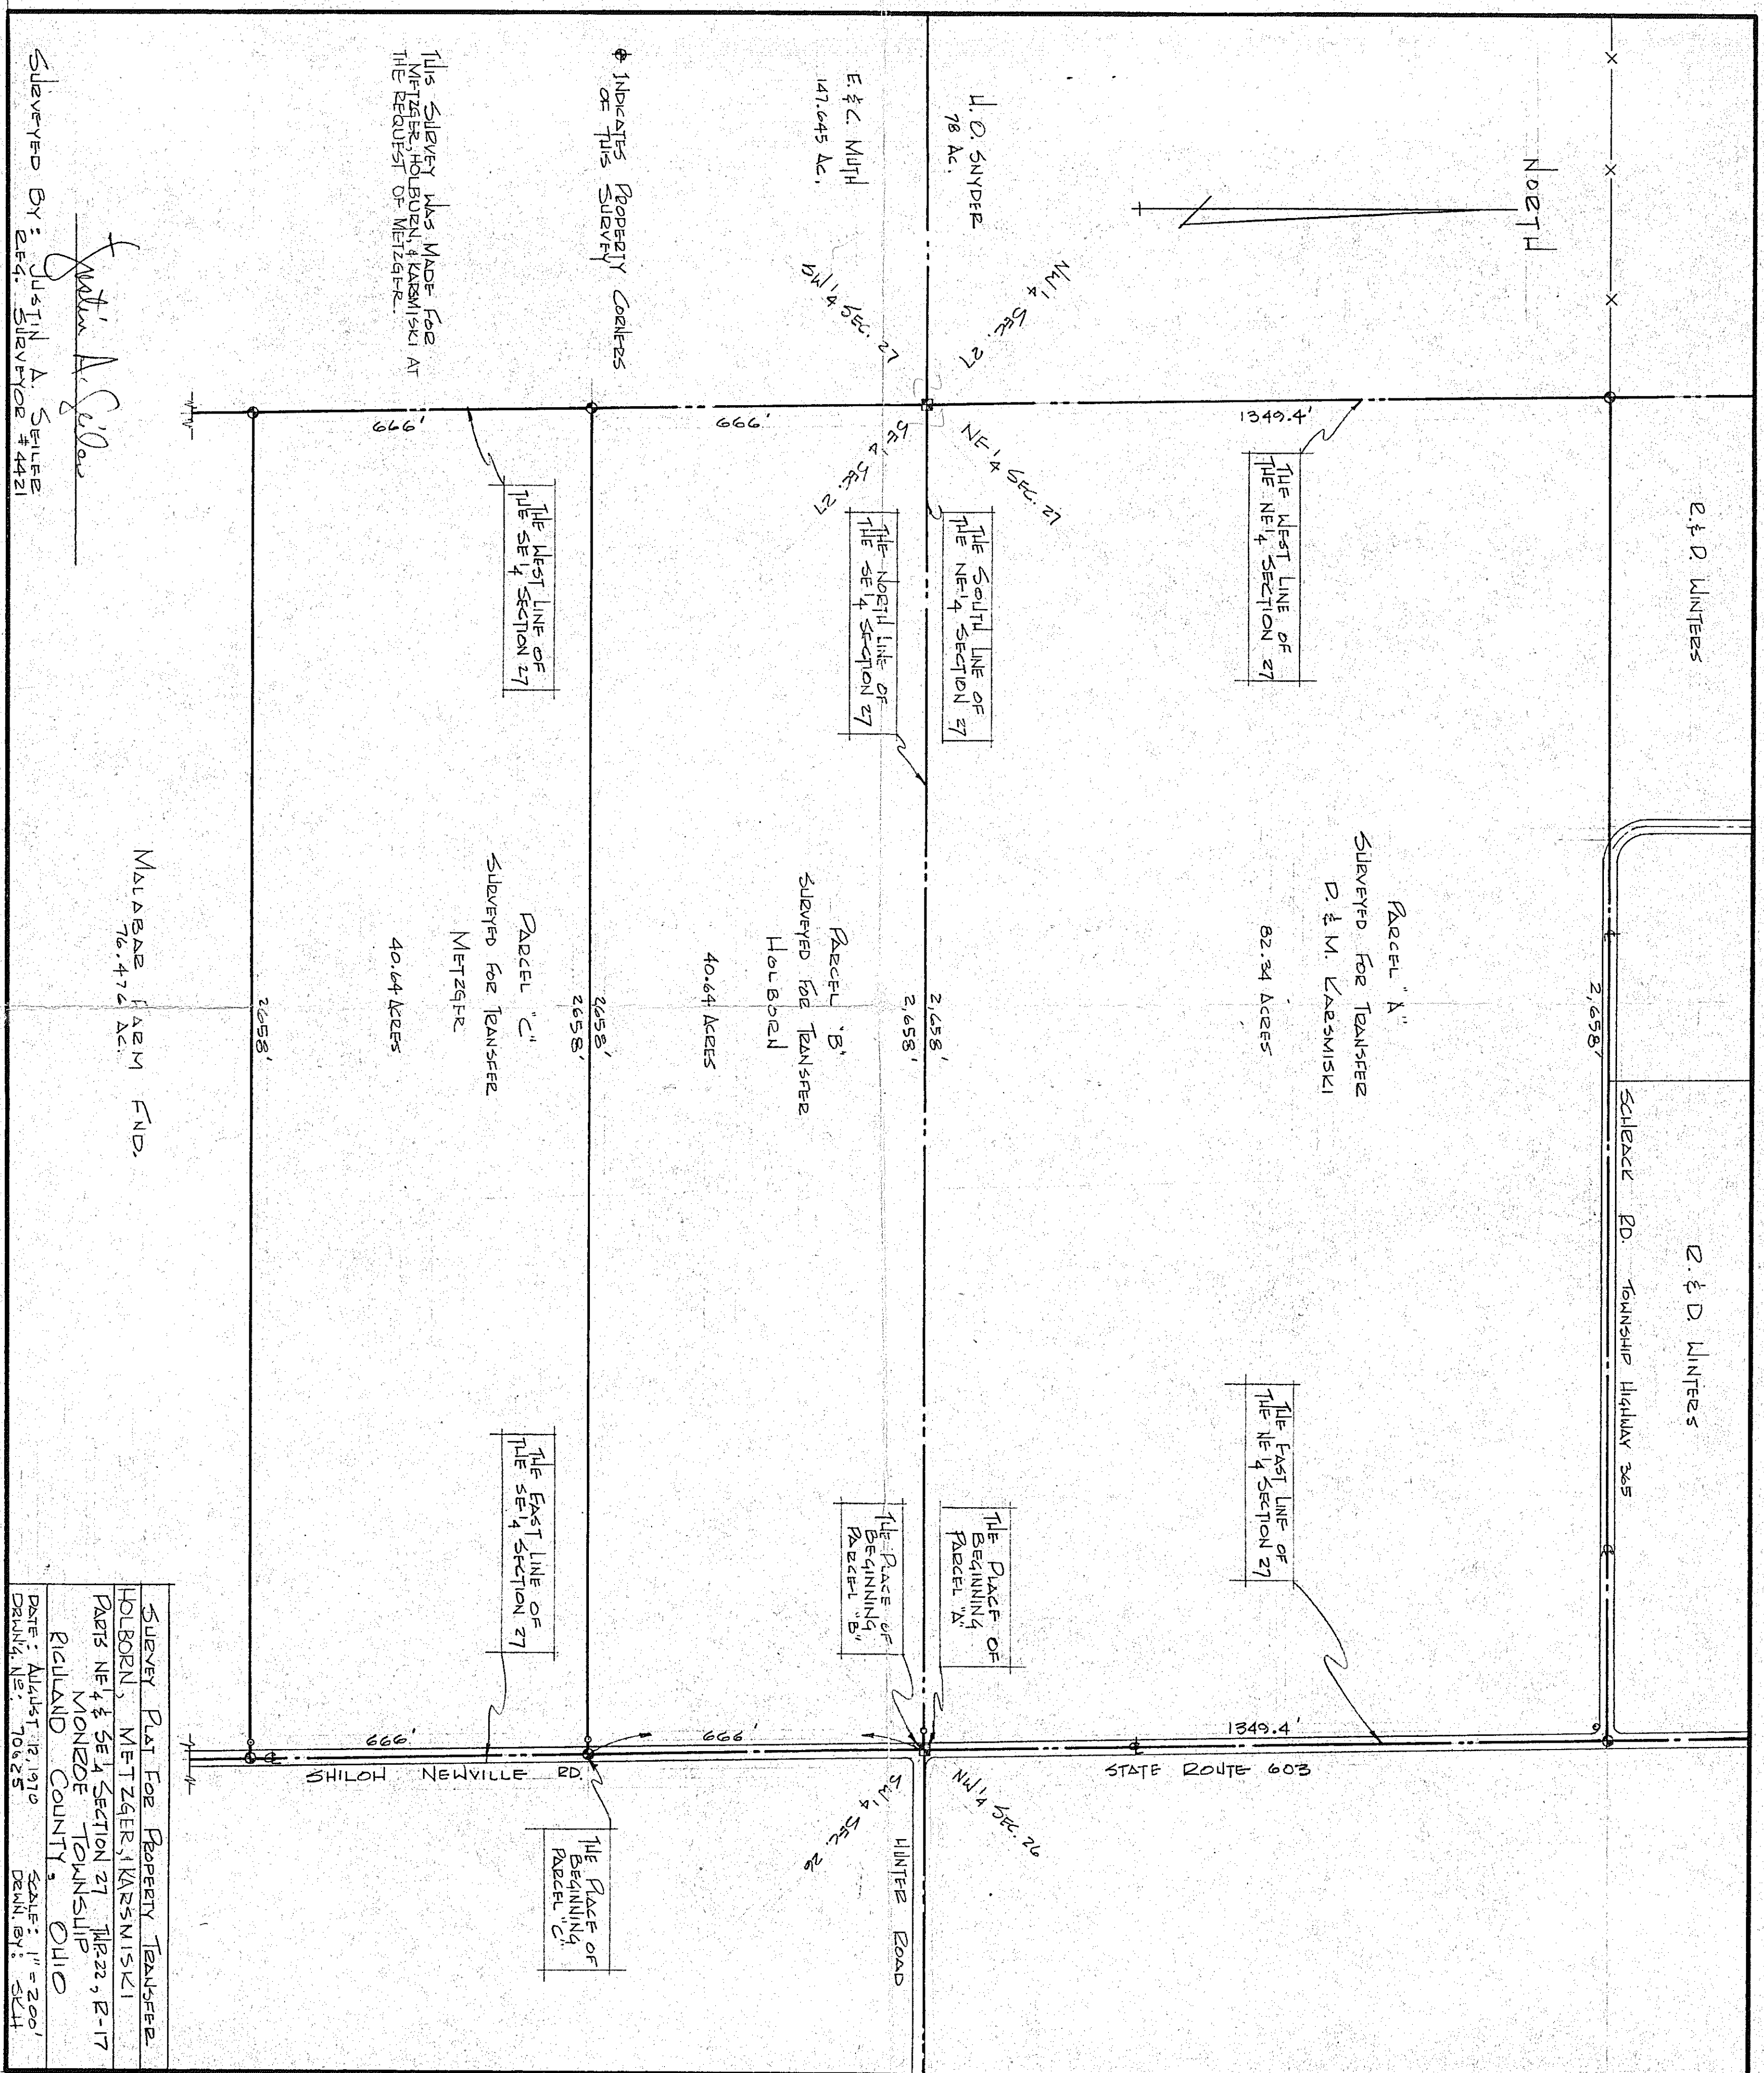 NORTH
R. & D. WINTERS
R. & D. WINTERS
SCHRACK RD. TOWNSHIP HIGHWAY 365
2,658'
H. O. SNYDER
78 AC.
E. & C. MUTH
147.645 AC.
NW 1/4 SEC. 27
SW 1/4 SEC. 27
NE 1/4 SEC. 27
SE 1/4 SEC. 27
1349.4'
THE WEST LINE OF
THE NE 1/4 SECTION 27
PARCEL "A"
SURVEYED FOR TRANSFER
P. & M. KARSMISKI
82.34 ACRES
THE EAST LINE OF
THE NE 1/4 SECTION 27
1349.4'
STATE ROUTE 603
THE SOUTH LINE OF
THE NE 1/4 SECTION 27
THE NORTH LINE OF
THE SE 1/4 SECTION 27
2,658'
2,658'
THE PLACE OF
BEGINNING
PARCEL "A"
THE PLACE OF
BEGINNING
PARCEL "B"
NW 1/4 SEC. 26
SW 1/4 SEC. 26
HUNTER ROAD
666'
PARCEL "B"
SURVEYED FOR TRANSFER
HOLBORN
40.64 ACRES
666'
2658'
2658'
THE PLACE OF
BEGINNING
PARCEL "C"
⌖ INDICATES PROPERTY CORNERS
OF THIS SURVEY
666'
THE WEST LINE OF
THE SE 1/4 SECTION 27
PARCEL "C"
SURVEYED FOR TRANSFER
METZGER
40.64 ACRES
THE EAST LINE OF
THE SE 1/4 SECTION 27
666'
SHILOH NEWVILLE RD.
2658'
THIS SURVEY WAS MADE FOR
METZGER, HOLBURN, & KARSMISKI AT
THE REQUEST OF METZGER.
MALABAR FARM FND.
76.476 AC.
Justin A. Seiler
SURVEYED BY: JUSTIN A. SEILER
REG. SURVEYOR #4421
SURVEY PLAT FOR PROPERTY TRANSFER
HOLBORN, METZGER, & KARSMISKI
PARTS NE 1/4 & SE 1/4 SECTION 27 TWP-22, R-17
MONROE TOWNSHIP
RICHLAND COUNTY, OHIO
DATE: AUGUST 12, 1970 SCALE: 1" = 200'
DRWNG. NO: 70625 DRWN. BY: SKH